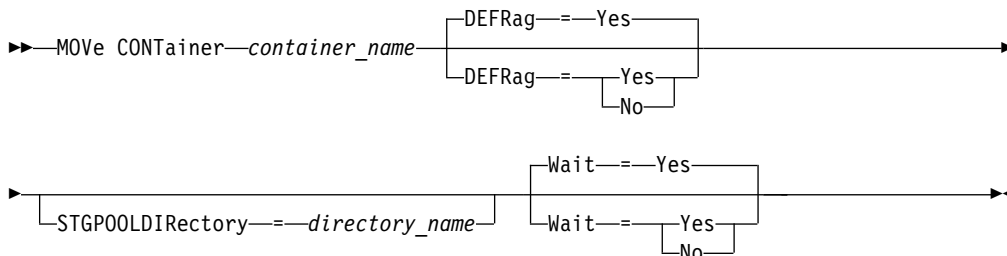 DEFRag = Yes
MOVe CONTainer container_name
DEFRag = Yes
No
Wait = Yes
STGPOOLDIRectory = directory_name
Wait = Yes
No